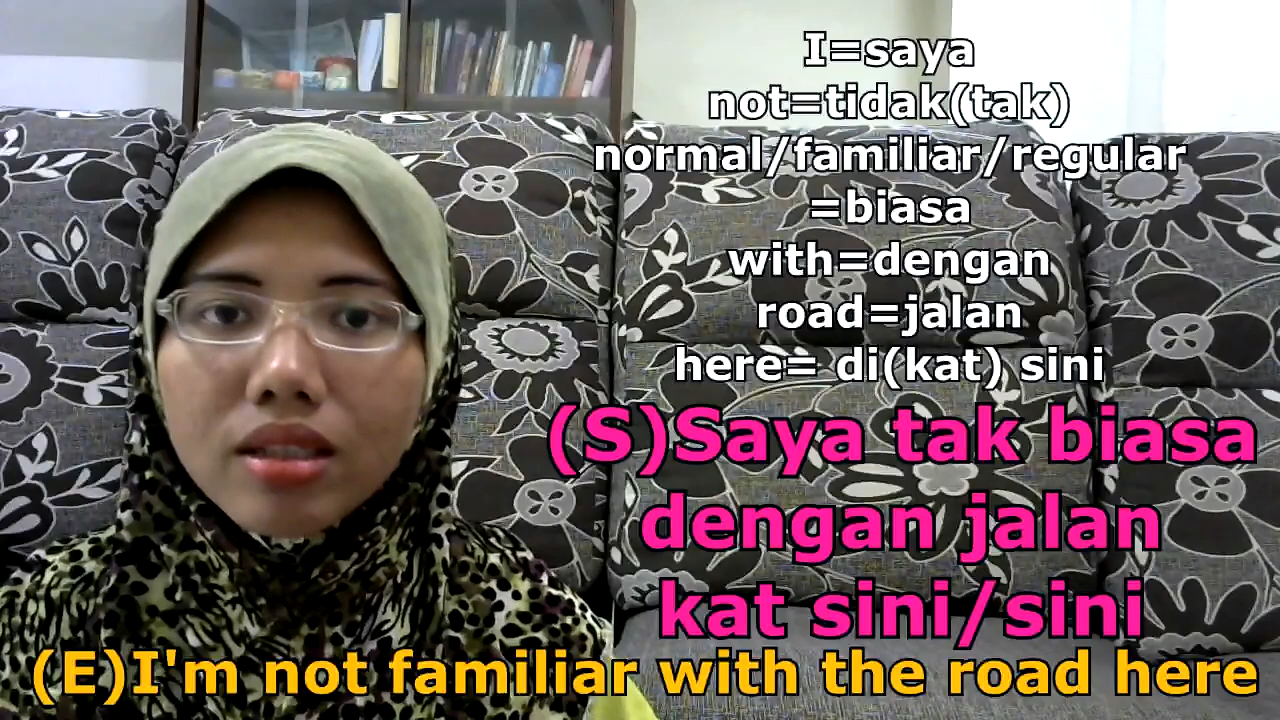 I=saya
not=tidak(tak)
normal/familiar/regular
=biasa
with=dengan
road=jalan
here= di(kat) sini
(S)Saya tak biasa
dengan jalan
kat sini/sini
(E)I'm not familiar with the road here